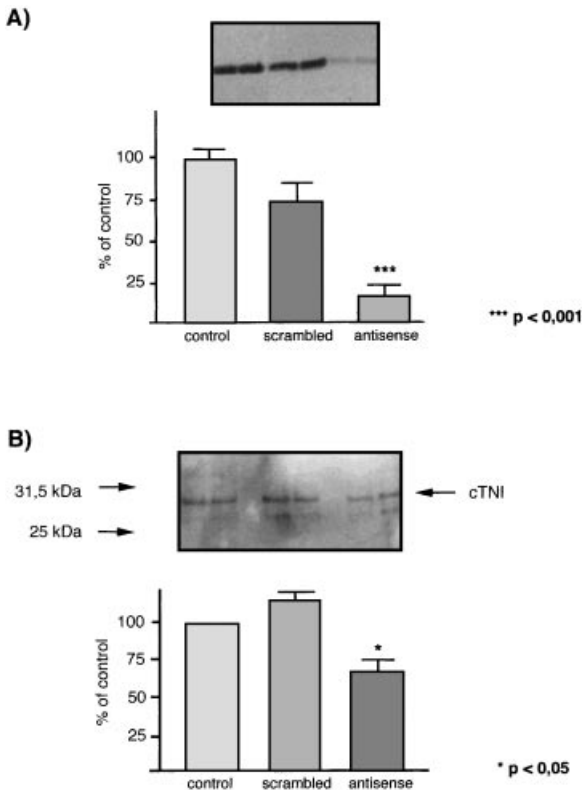 A)
% of control
100
75
50
25
***
control scrambled antisense
*** p < 0,001
B)
31,5 kDa
cTNI
25 kDa
% of control
100
75
50
25
*
control scrambled antisense
* p < 0,05